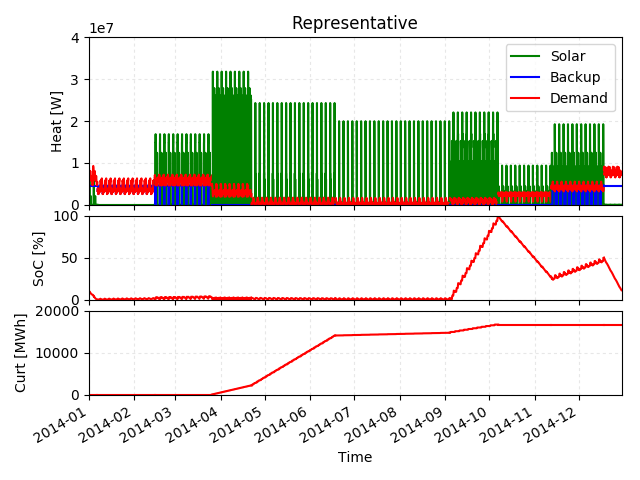 Representative
1e7
4
3
2
1
0
Heat [W]
Solar
Backup
Demand
100
50
0
SoC [%]
20000
10000
0
Curt [MWh]
2014-01
2014-02
2014-03
2014-04
2014-05
2014-06
2014-07
2014-08
2014-09
2014-10
2014-11
2014-12
Time